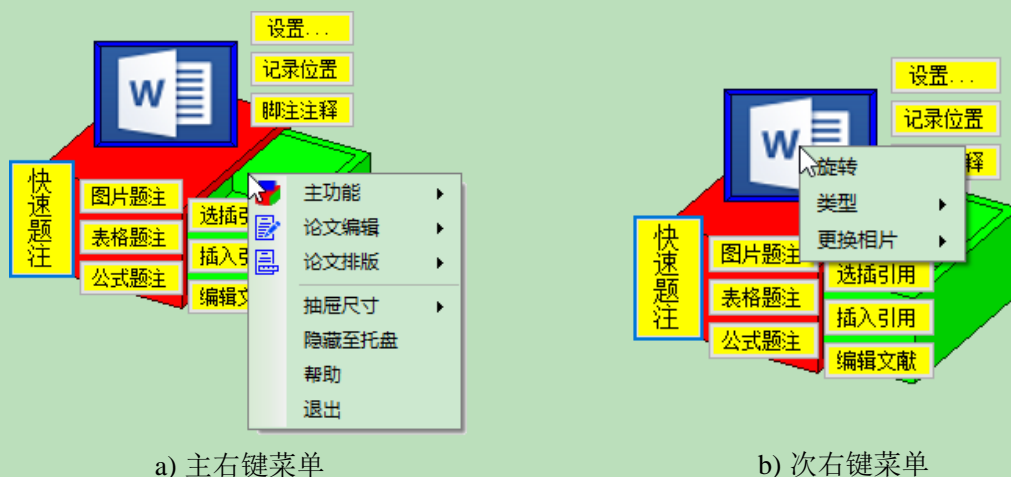 设置...
记录位置
脚注注释
W
快速题注
图片题注
表格题注
公式题注
选插引
插入引
编辑文
主功能
论文编辑
论文排版
抽屉尺寸
隐藏至托盘
帮助
退出
a) 主右键菜单
设置...
记录位置
释
W
旋转
类型
更换相片
快速题注
图片题注
表格题注
公式题注
选插引用
插入引用
编辑文献
b) 次右键菜单